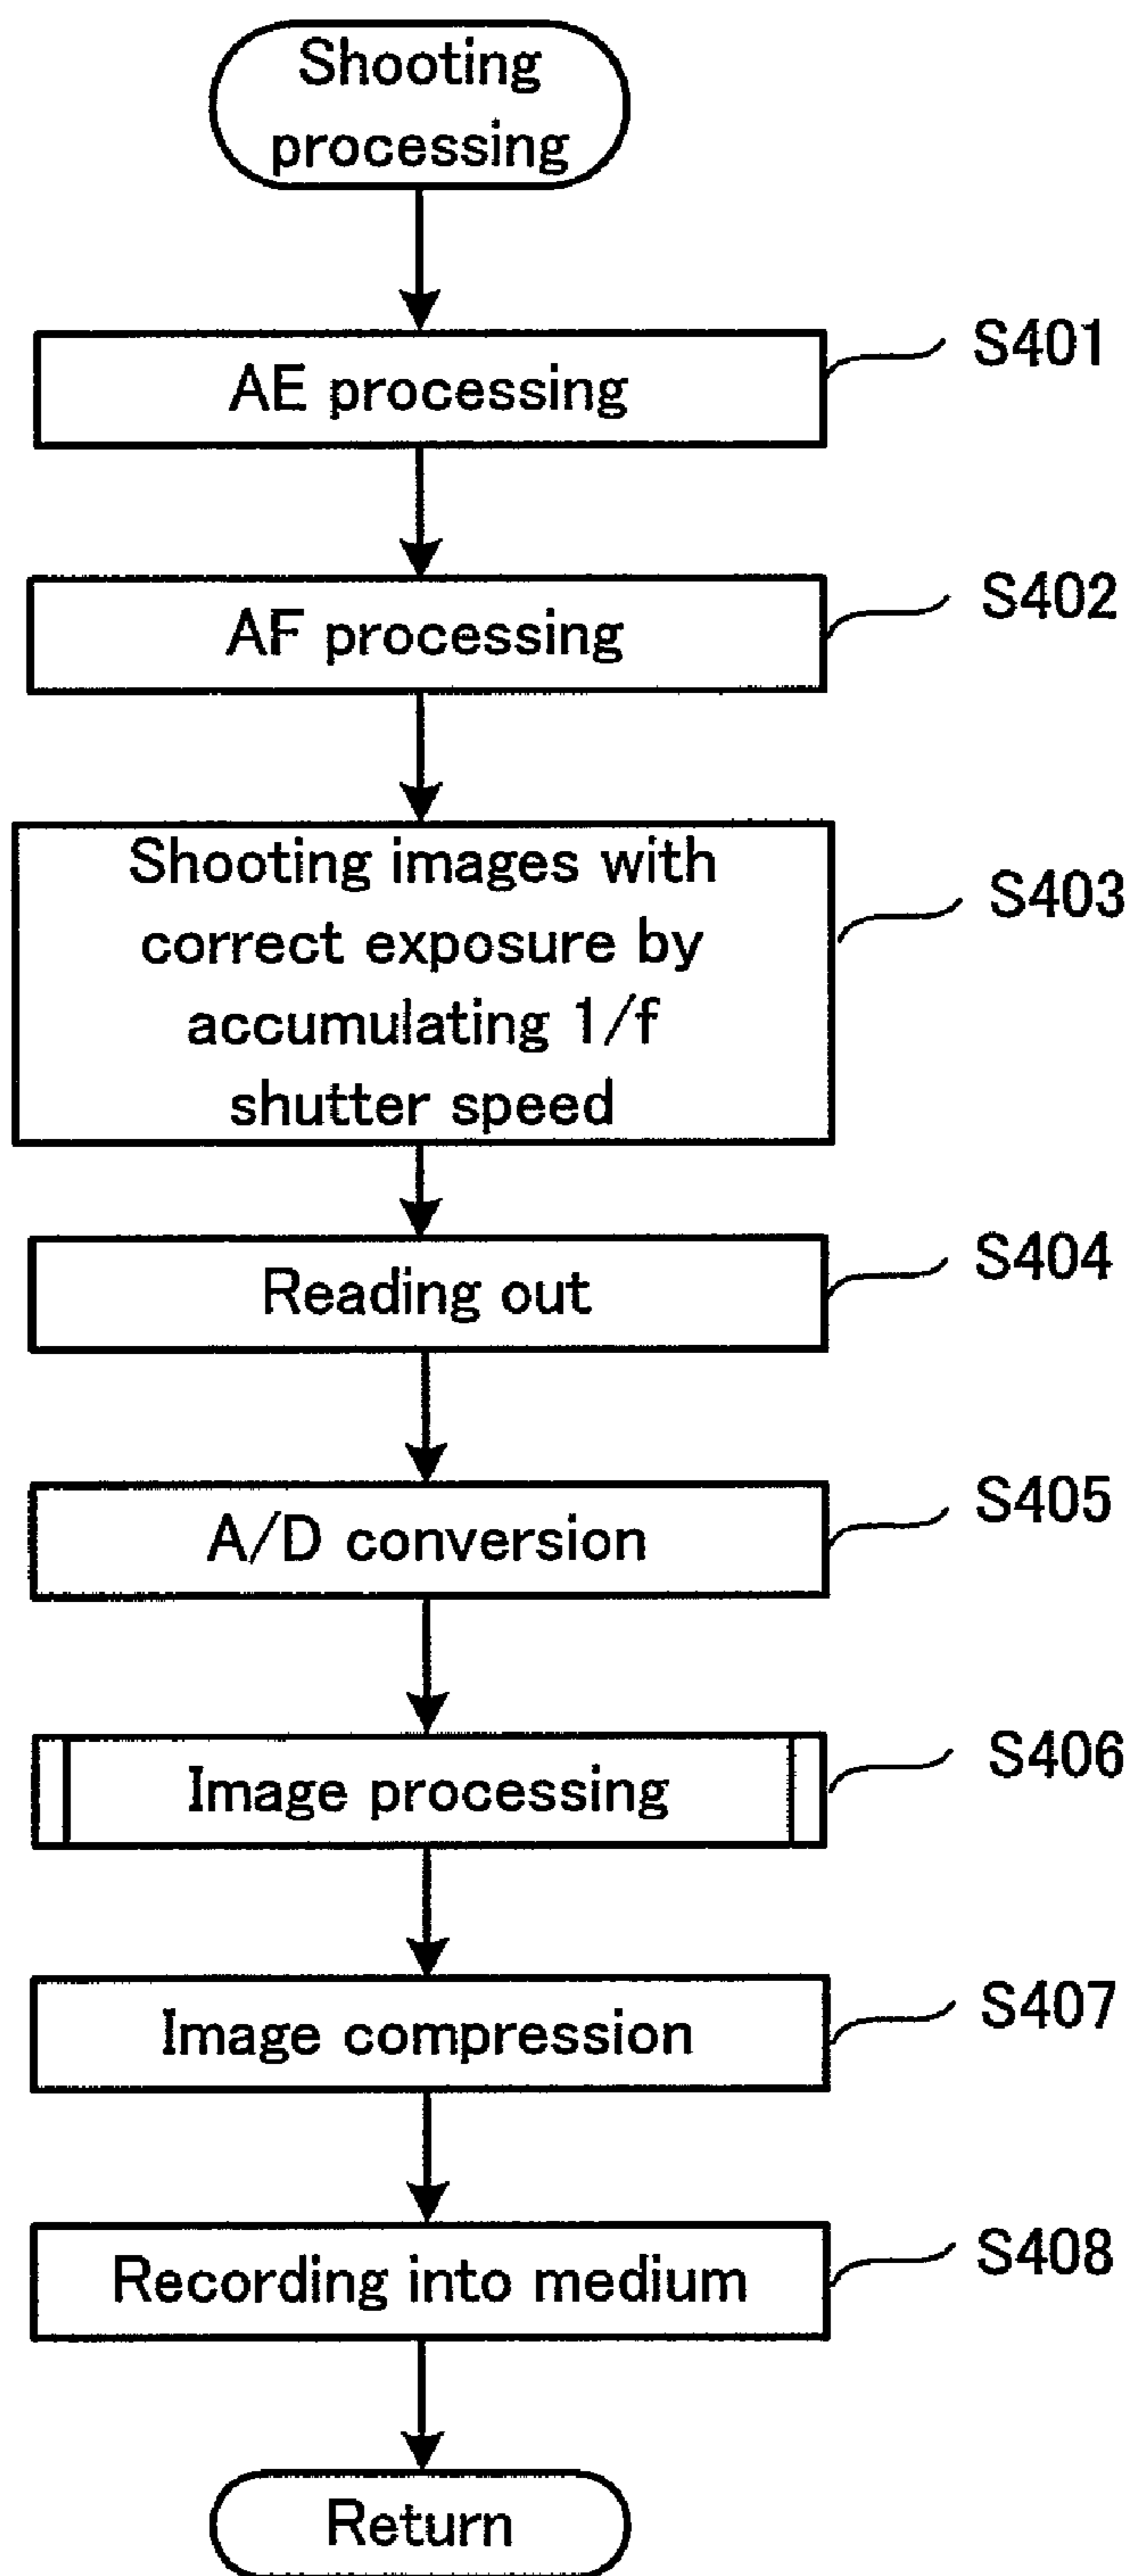 Shooting
processing
AE processing
S401
AF processing
S402
Shooting images with
correct exposure by
accumulating 1/f
shutter speed
S403
Reading out
S404
A/D conversion
S405
Image processing
S406
Image compression
S407
Recording into medium
S408
Return